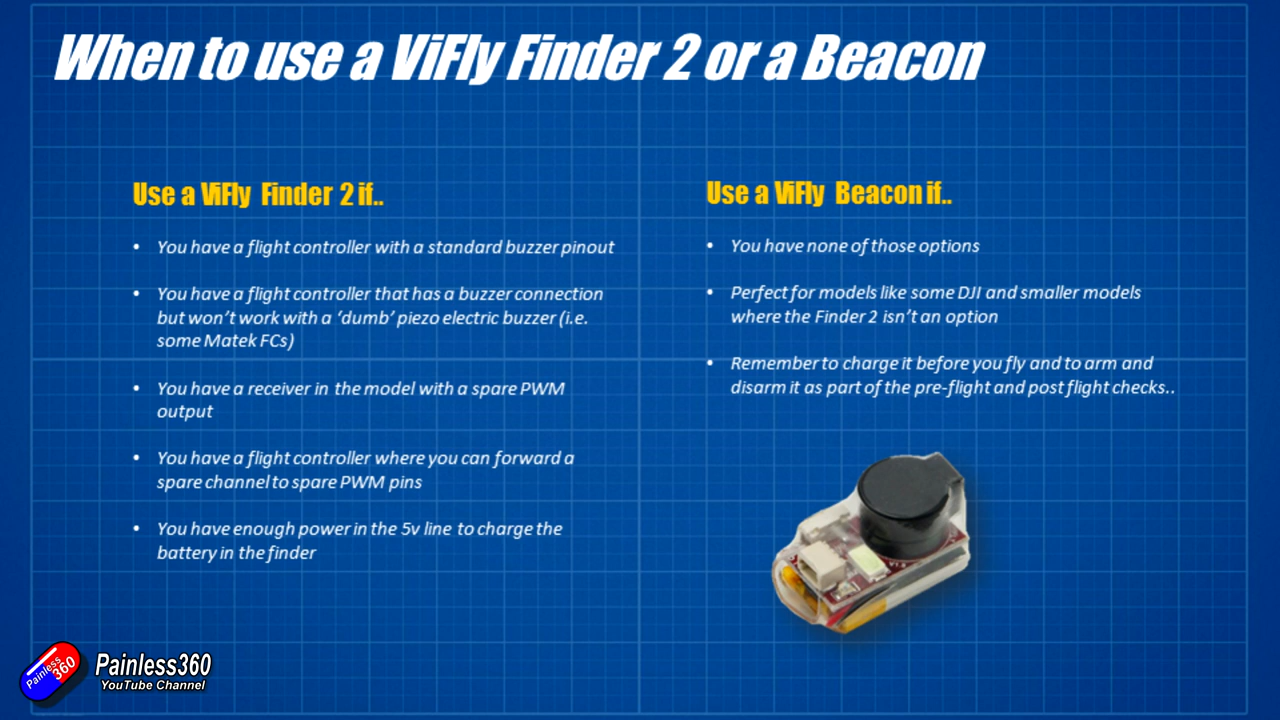 When to use a ViFly Finder 2 or a Beacon
Use a ViFly Finder 2 if..
• You have a flight controller with a standard buzzer pinout
• You have a flight controller that has a buzzer connection
but won't work with a ‘dumb’ piezo electric buzzer (i.e.
some Matek FCs)
• You have a receiver in the model with a spare PWM
output
• You have a flight controller where you can forward a
spare channel to spare PWM pins
• You have enough power in the 5v line to charge the
battery in the finder
Use a ViFly Beacon if..
• You have none of those options
• Perfect for models like some DJI and smaller models
where the Finder 2 isn't an option
• Remember to charge it before you fly and to arm and
disarm it as part of the pre-flight and post flight checks..
Painless
360
Painless360
YouTube Channel